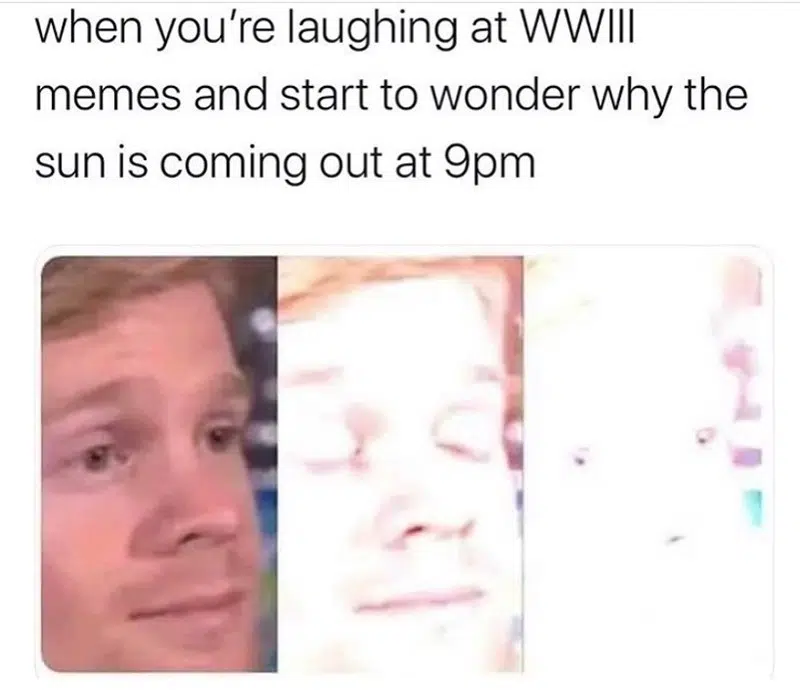 when you're laughing at WWIII
memes and start to wonder why the
sun is coming out at 9pm